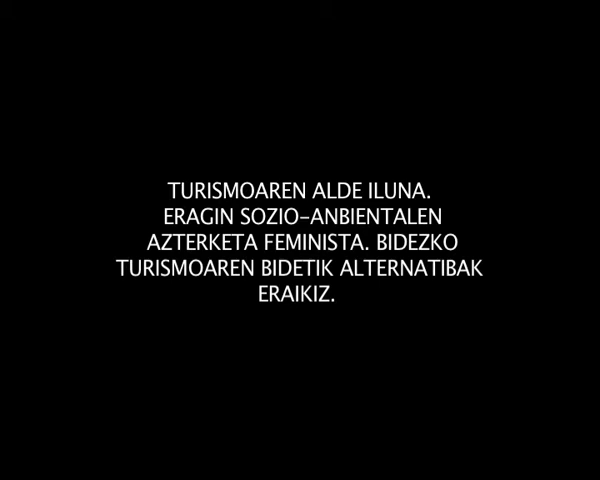 TURISMOAREN ALDE ILUNA.
ERAGIN SOZIO-ANBIENTALEN
AZTERKETA FEMINISTA. BIDEZKO
TURISMOAREN BIDETIK ALTERNATIBAK
ERAIKIZ.